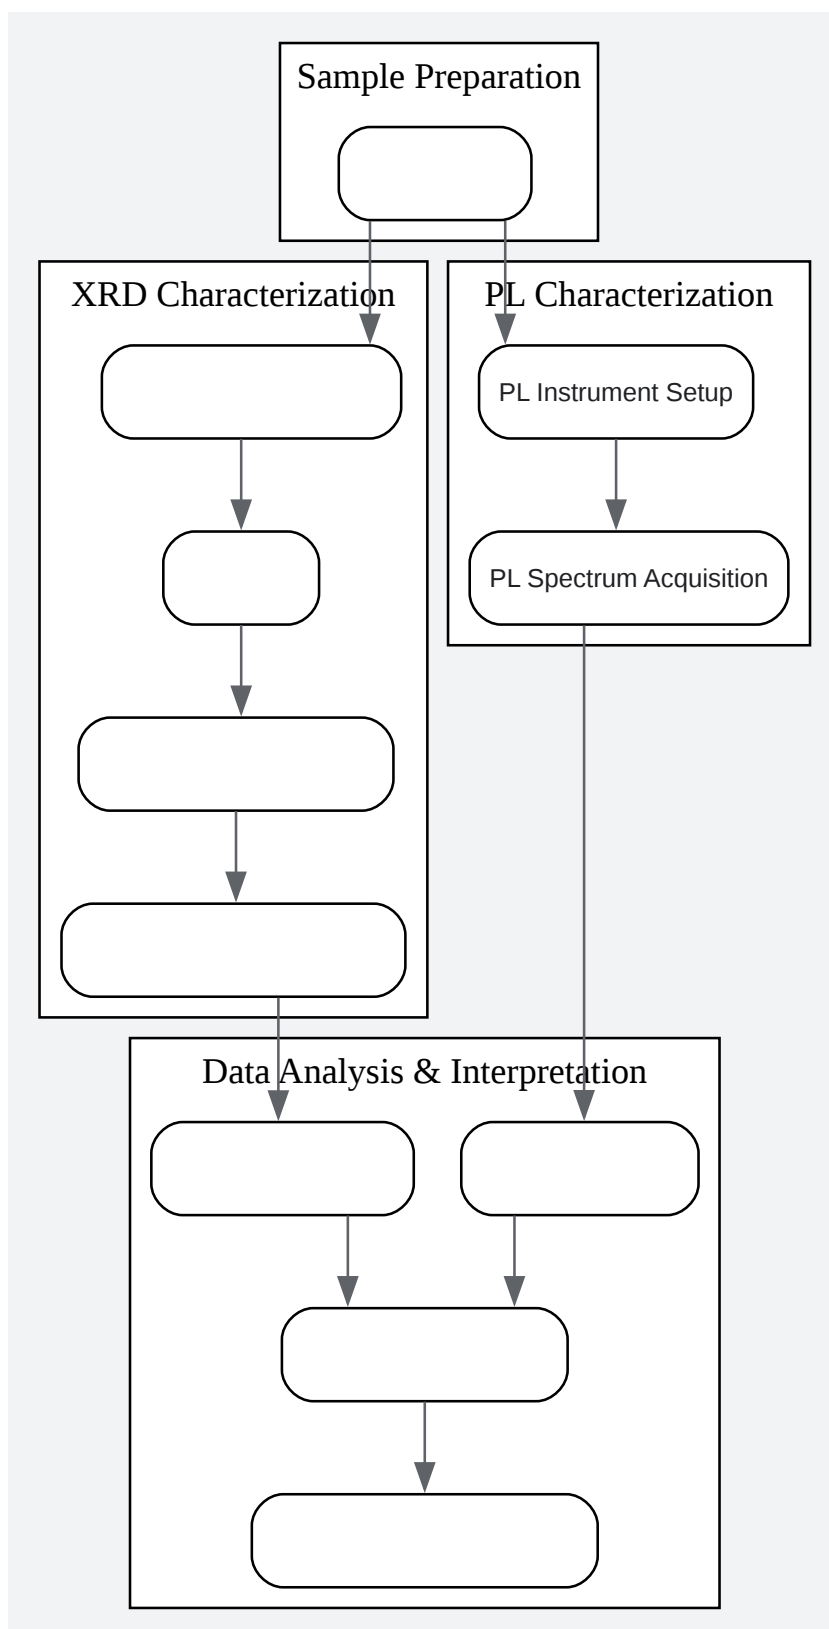 Sample Preparation
XRD Characterization
PL Characterization
PL Instrument Setup
PL Spectrum Acquisition
Data Analysis & Interpretation